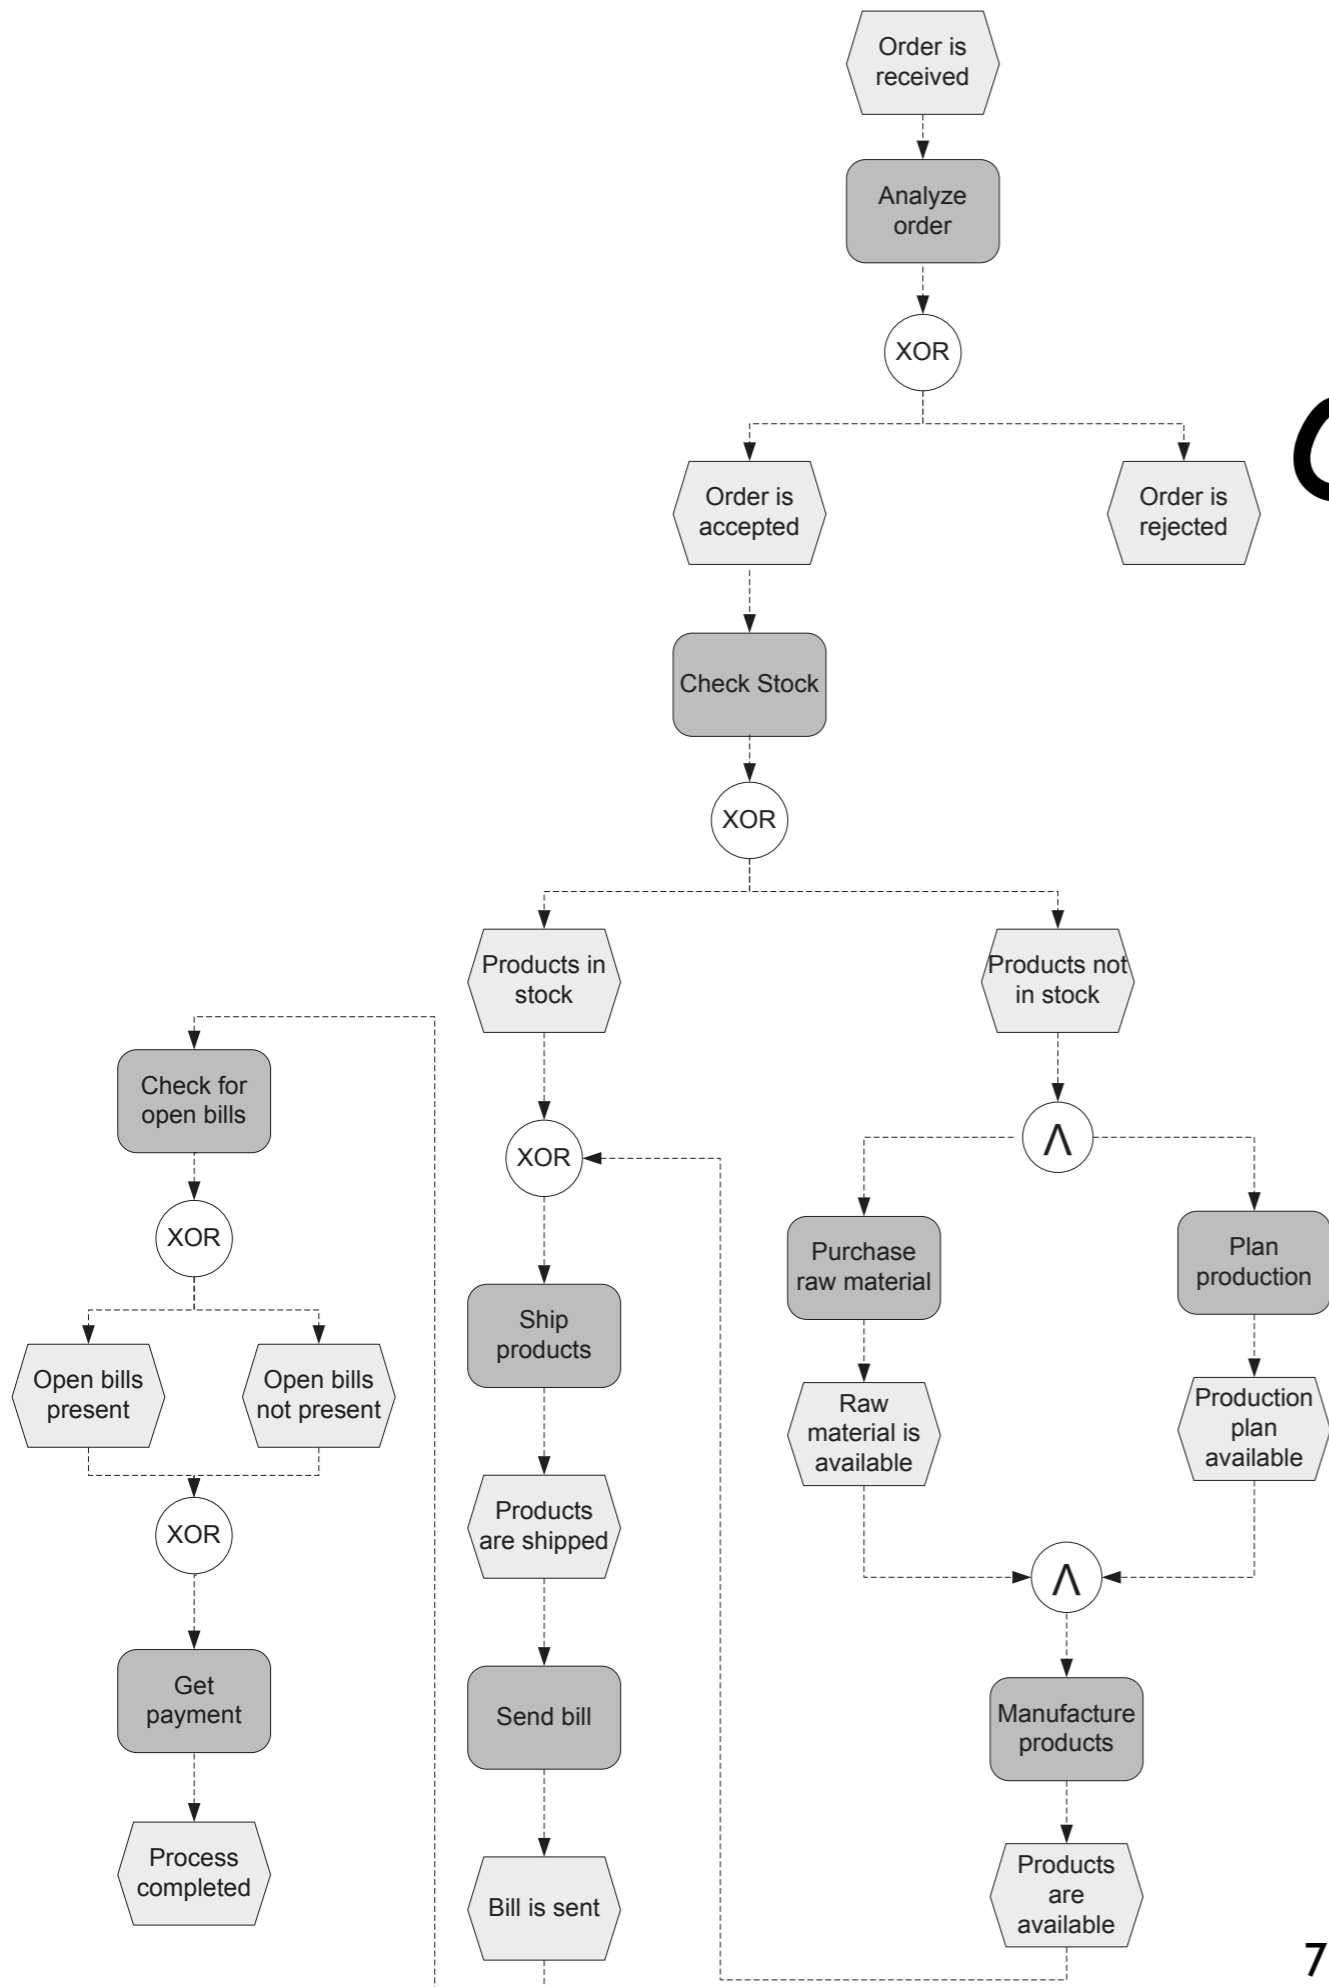 Order is
received
Analyze
order
XOR
Order is
accepted
Order is
rejected
Check Stock
XOR
Products in
stock
Products not
in stock
Check for
open bills
XOR
Λ
XOR
Purchase
raw material
Plan
production
Ship
products
Open bills
present
Open bills
not present
Raw
material is
available
Production
plan
available
Products
are shipped
XOR
Λ
Get
payment
Send bill
Manufacture
products
Process
completed
Bill is sent
Products
are
available
7